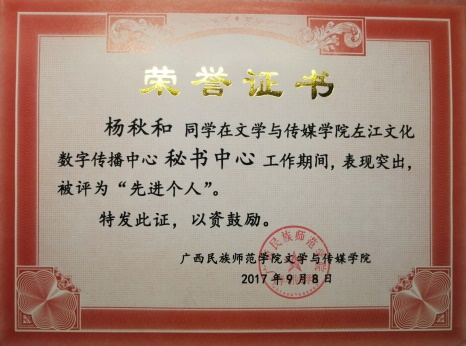 荣誉证书
杨秋和 同学在文学与传媒学院左江文化
数字传播中心 秘书中心 工作期间，表现突出，
被评为“先进个人”。
特发此证，以资鼓励。
广西民族师范学院文学与传媒学院
2017年9月8日